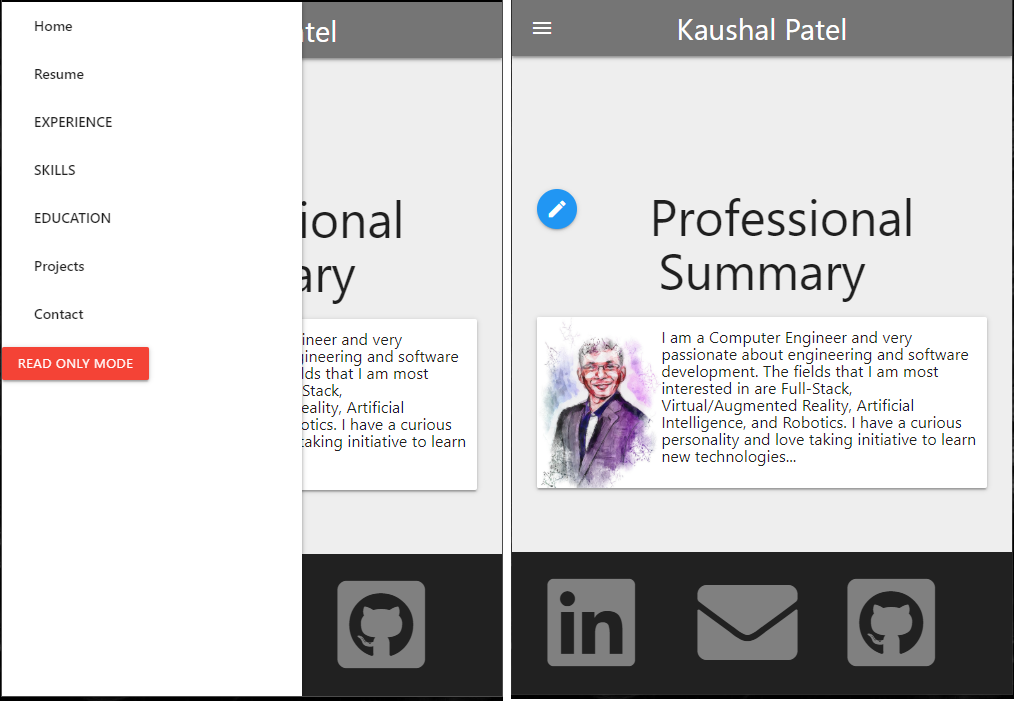 Home
Resume
EXPERIENCE
SKILLS
EDUCATION
Projects
Contact
READ ONLY MODE
tel
ional
ary
ineer and very
gineering and software
lds that I am most
Stack,
eality, Artificial
otics. I have a curious
taking initiative to learn
Kaushal Patel
Professional
Summary
I am a Computer Engineer and very
passionate about engineering and software
development. The fields that I am most
interested in are Full-Stack,
Virtual/Augmented Reality, Artificial
Intelligence, and Robotics. I have a curious
personality and love taking initiative to learn
new technologies...
in